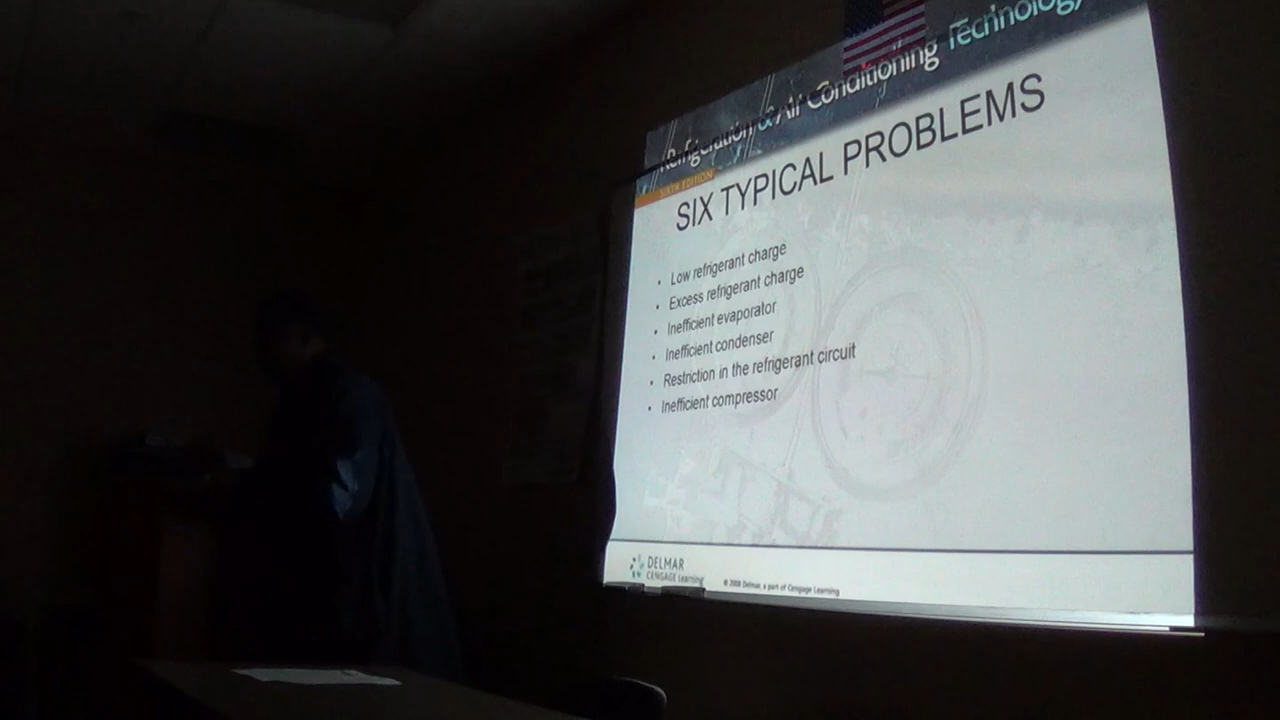 Refrigeration & Air Conditioning Technology
SIXTH EDITION
SIX TYPICAL PROBLEMS
• Low refrigerant charge
• Excess refrigerant charge
• Inefficient evaporator
• Inefficient condenser
• Restriction in the refrigerant circuit
• Inefficient compressor
DELMAR
CENGAGE Learning
© 2008 Delmar, a part of Cengage Learning